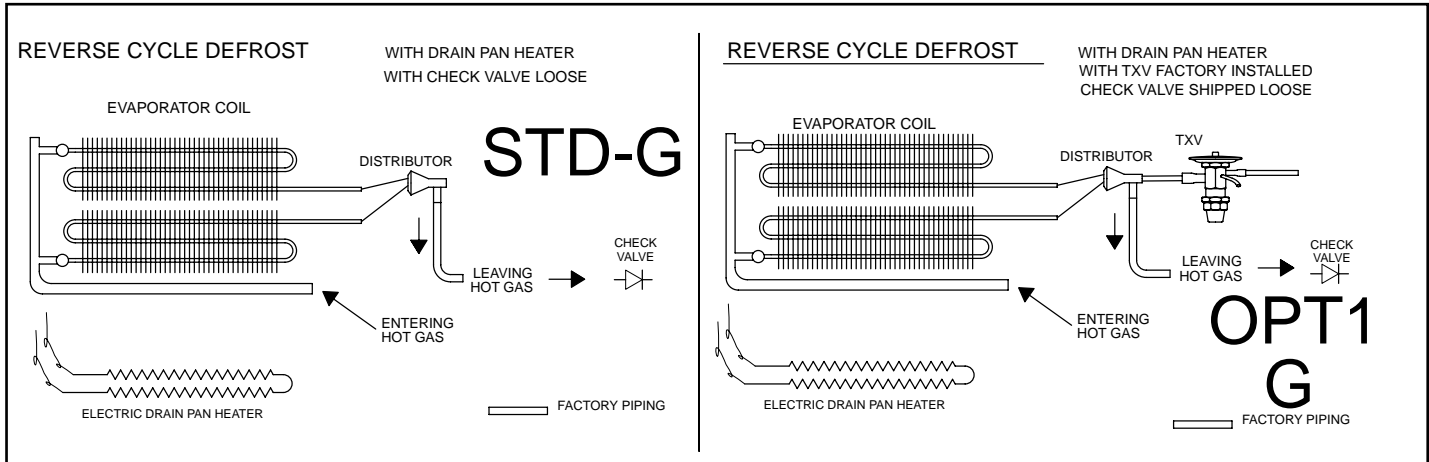 REVERSE CYCLE DEFROST
WITH DRAIN PAN HEATER
WITH CHECK VALVE LOOSE
EVAPORATOR COIL
STD-G
DISTRIBUTOR
CHECK
VALVE
LEAVING
HOT GAS
ENTERING
HOT GAS
ELECTRIC DRAIN PAN HEATER
FACTORY PIPING
REVERSE CYCLE DEFROST
WITH DRAIN PAN HEATER
WITH TXV FACTORY INSTALLED
CHECK VALVE SHIPPED LOOSE
EVAPORATOR COIL
TXV
DISTRIBUTOR
CHECK
VALVE
LEAVING
HOT GAS
ENTERING
HOT GAS
OPT1
G
ELECTRIC DRAIN PAN HEATER
FACTORY PIPING